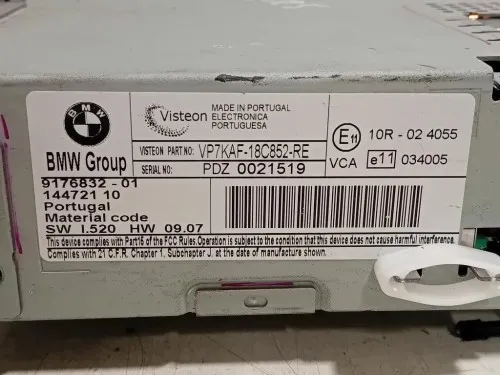 BMW
BMW Group
9176832 - 01
144721 10
Portugal
Material code
SW I.520 HW 09.07
Visteon
MADE IN PORTUGAL
ELECTRONICA
PORTUGUESA
VISTEON PART NO: VP7KAF-18C852-RE
SERIAL NO: PDZ 0021519
E11 10R - 02 4055
VCA e11 034005
This device complies with Part15 of the FCC Rules.Operation is subject to the condition that this device doesn't cause harmful interference.
Complies with 21 C.F.R. Chapter 1. Subchapter J. at the date of manufacture shown.